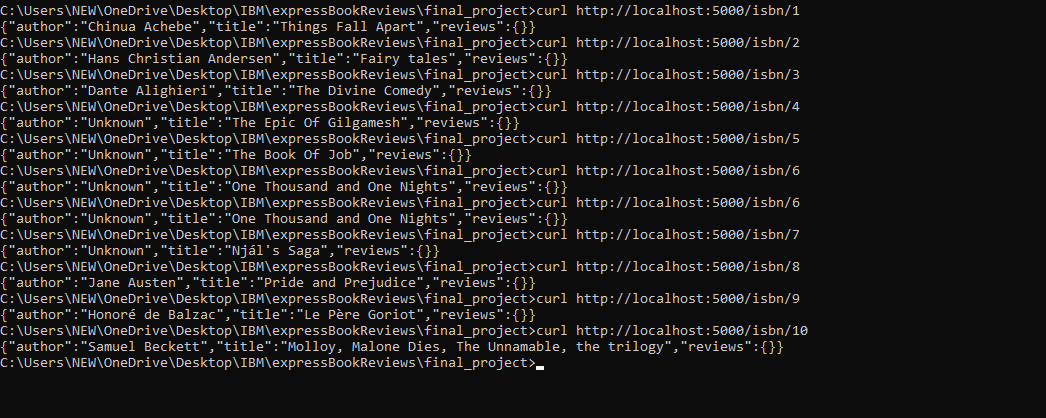 C:\Users\NEW\OneDrive\Desktop\IBM\expressBookReviews\final_project>curl http://localhost:5000/isbn/1
{"author":"Chinua Achebe","title":"Things Fall Apart","reviews":{}}
C:\Users\NEW\OneDrive\Desktop\IBM\expressBookReviews\final_project>curl http://localhost:5000/isbn/2
{"author":"Hans Christian Andersen","title":"Fairy tales","reviews":{}}
C:\Users\NEW\OneDrive\Desktop\IBM\expressBookReviews\final_project>curl http://localhost:5000/isbn/3
{"author":"Dante Alighieri","title":"The Divine Comedy","reviews":{}}
C:\Users\NEW\OneDrive\Desktop\IBM\expressBookReviews\final_project>curl http://localhost:5000/isbn/4
{"author":"Unknown","title":"The Epic Of Gilgamesh","reviews":{}}
C:\Users\NEW\OneDrive\Desktop\IBM\expressBookReviews\final_project>curl http://localhost:5000/isbn/5
{"author":"Unknown","title":"The Book Of Job","reviews":{}}
C:\Users\NEW\OneDrive\Desktop\IBM\expressBookReviews\final_project>curl http://localhost:5000/isbn/6
{"author":"Unknown","title":"One Thousand and One Nights","reviews":{}}
C:\Users\NEW\OneDrive\Desktop\IBM\expressBookReviews\final_project>curl http://localhost:5000/isbn/6
{"author":"Unknown","title":"One Thousand and One Nights","reviews":{}}
C:\Users\NEW\OneDrive\Desktop\IBM\expressBookReviews\final_project>curl http://localhost:5000/isbn/7
{"author":"Unknown","title":"Njál's Saga","reviews":{}}
C:\Users\NEW\OneDrive\Desktop\IBM\expressBookReviews\final_project>curl http://localhost:5000/isbn/8
{"author":"Jane Austen","title":"Pride and Prejudice","reviews":{}}
C:\Users\NEW\OneDrive\Desktop\IBM\expressBookReviews\final_project>curl http://localhost:5000/isbn/9
{"author":"Honoré de Balzac","title":"Le Père Goriot","reviews":{}}
C:\Users\NEW\OneDrive\Desktop\IBM\expressBookReviews\final_project>curl http://localhost:5000/isbn/10
{"author":"Samuel Beckett","title":"Molloy, Malone Dies, The Unnamable, the trilogy","reviews":{}}
C:\Users\NEW\OneDrive\Desktop\IBM\expressBookReviews\final_project>